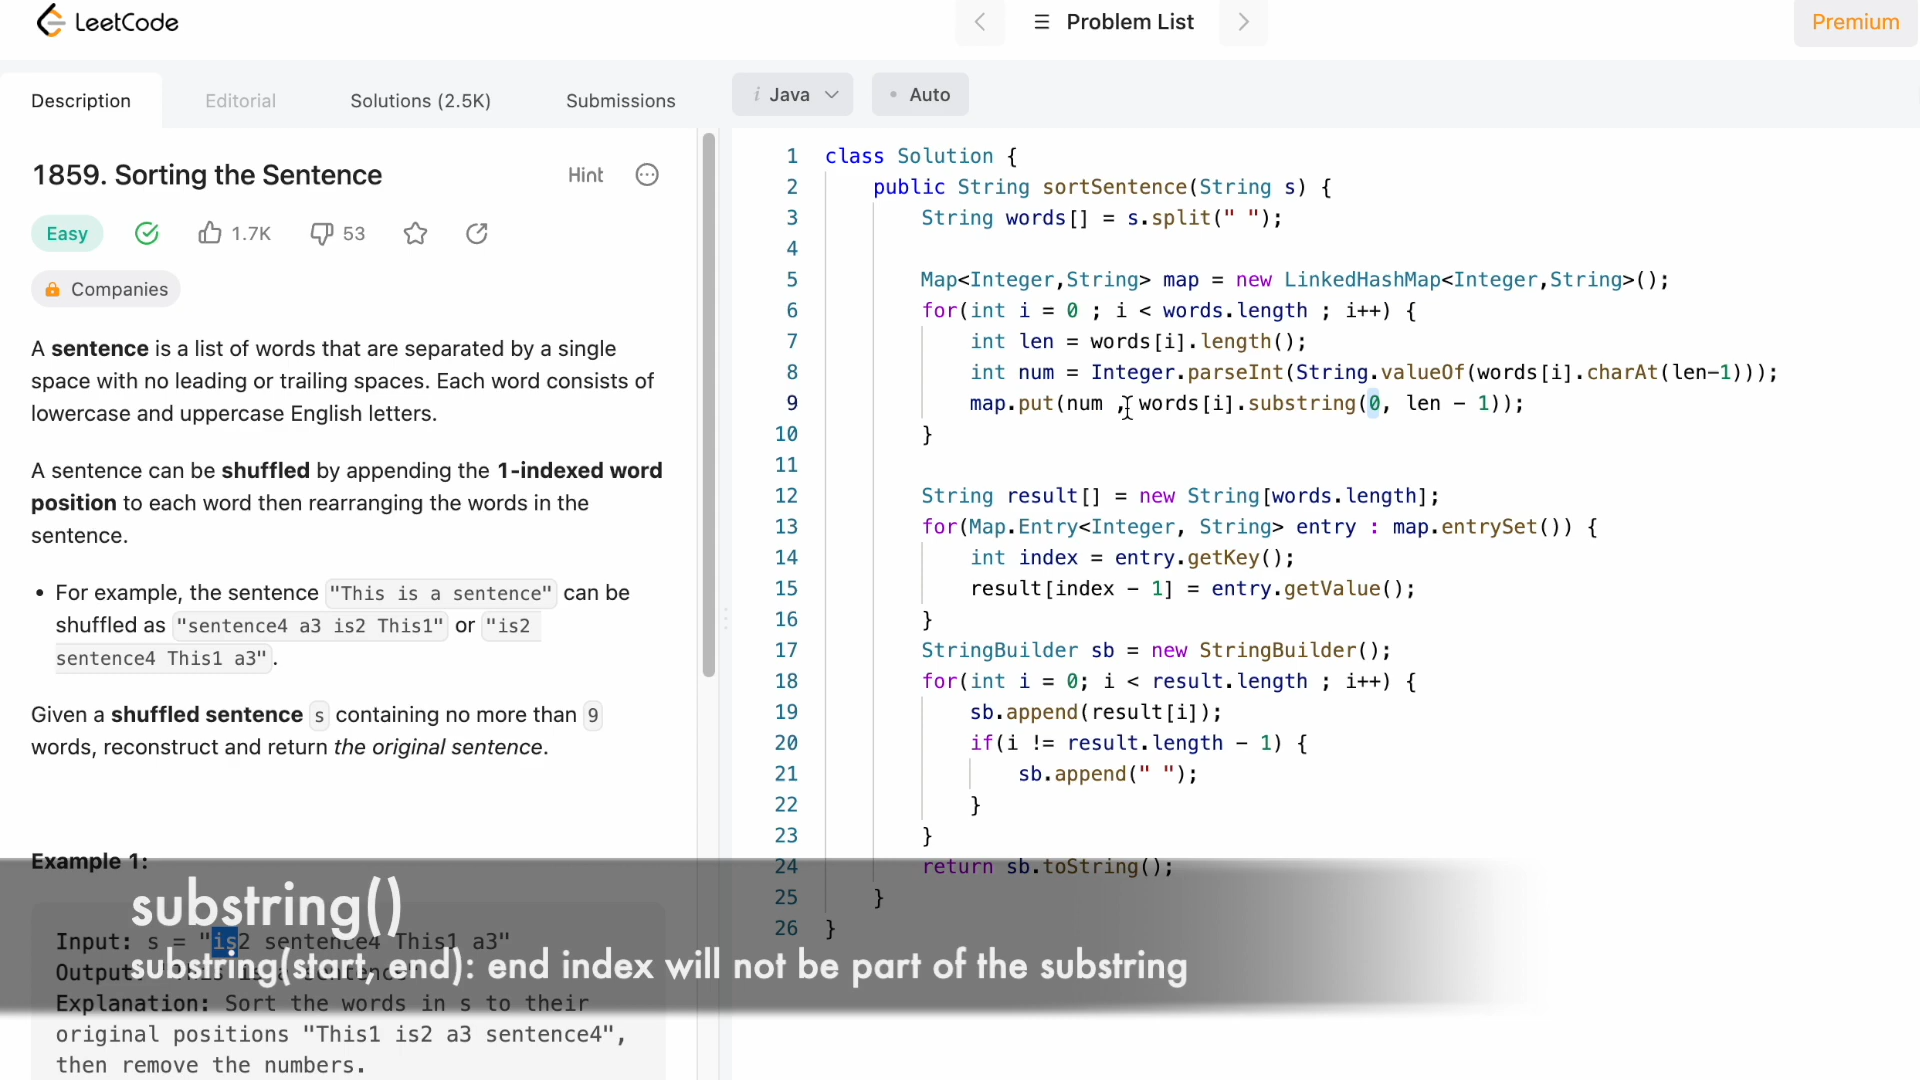 LeetCode
Problem List
Premium
Description
Editorial
Solutions (2.5K)
Submissions
i Java
• Auto
1859. Sorting the Sentence
Hint
Easy
1.7K
53
Companies
A sentence is a list of words that are separated by a single
space with no leading or trailing spaces. Each word consists of
lowercase and uppercase English letters.
A sentence can be shuffled by appending the 1-indexed word
position to each word then rearranging the words in the
sentence.
• For example, the sentence "This is a sentence" can be
shuffled as "sentence4 a3 is2 This1" or "is2
sentence4 This1 a3".
Given a shuffled sentence s containing no more than 9
words, reconstruct and return the original sentence.
Example 1:
Input: s = "is2 sentence4 This1 a3"
Output: "This is a sentence"
Explanation: Sort the words in s to their
original positions "This1 is2 a3 sentence4",
then remove the numbers.
1 class Solution {
2 public String sortSentence(String s) {
3 String words[] = s.split(" ");
4
5 Map<Integer,String> map = new LinkedHashMap<Integer,String>();
6 for(int i = 0 ; i < words.length ; i++) {
7 int len = words[i].length();
8 int num = Integer.parseInt(String.valueOf(words[i].charAt(len-1)));
9 map.put(num , words[i].substring(0, len - 1));
10 }
11
12 String result[] = new String[words.length];
13 for(Map.Entry<Integer, String> entry : map.entrySet()) {
14 int index = entry.getKey();
15 result[index - 1] = entry.getValue();
16 }
17 StringBuilder sb = new StringBuilder();
18 for(int i = 0; i < result.length ; i++) {
19 sb.append(result[i]);
20 if(i != result.length - 1) {
21 sb.append(" ");
22 }
23 }
24 return sb.toString();
25 }
26 }
substring()
substring(start, end): end index will not be part of the substring